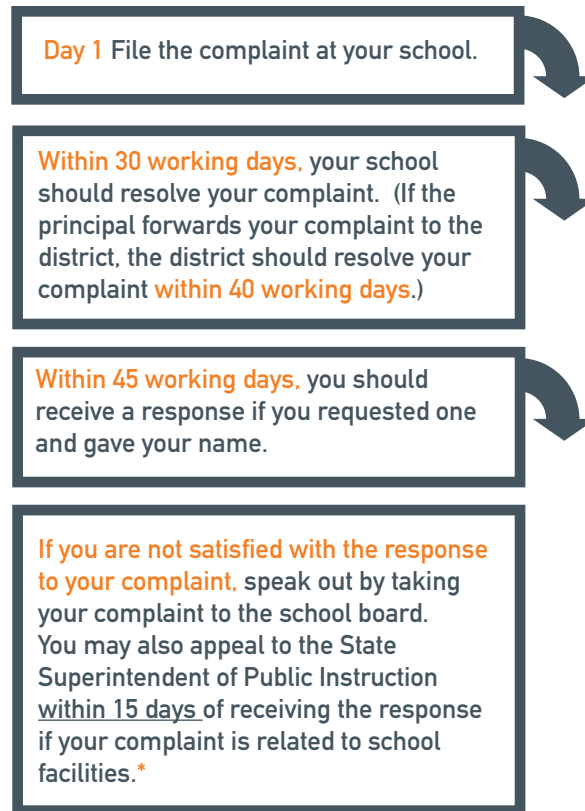 Day 1 File the complaint at your school.
Within 30 working days, your school
should resolve your complaint.  (If the
principal forwards your complaint to the
district, the district should resolve your
complaint within 40 working days.)
Within 45 working days, you should
receive a response if you requested one
and gave your name.
If you are not satisfied with the response
to your complaint, speak out by taking
your complaint to the school board.
You may also appeal to the State
Superintendent of Public Instruction
within 15 days of receiving the response
if your complaint is related to school
facilities.*